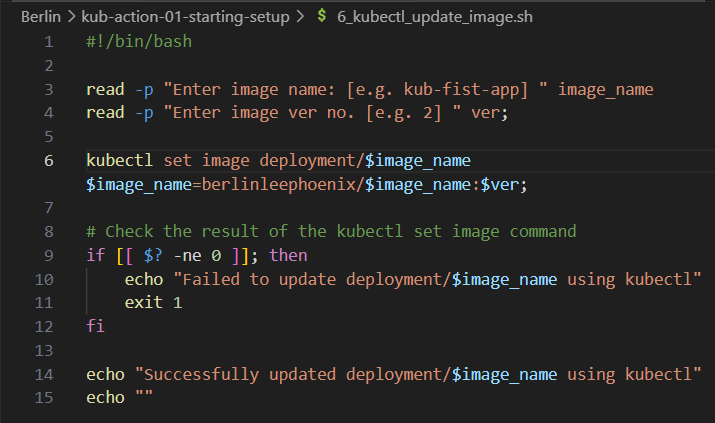 Berlin > kub-action-01-starting-setup > $ 6_kubectl_update_image.sh
1 #!/bin/bash
2
3 read -p "Enter image name: [e.g. kub-fist-app] " image_name
4 read -p "Enter image ver no. [e.g. 2] " ver;
5
6 kubectl set image deployment/$image_name
$image_name=berlinleephoenix/$image_name:$ver;
7
8 # Check the result of the kubectl set image command
9 if [[ $? -ne 0 ]]; then
10 echo "Failed to update deployment/$image_name using kubectl"
11 exit 1
12 fi
13
14 echo "Successfully updated deployment/$image_name using kubectl"
15 echo ""